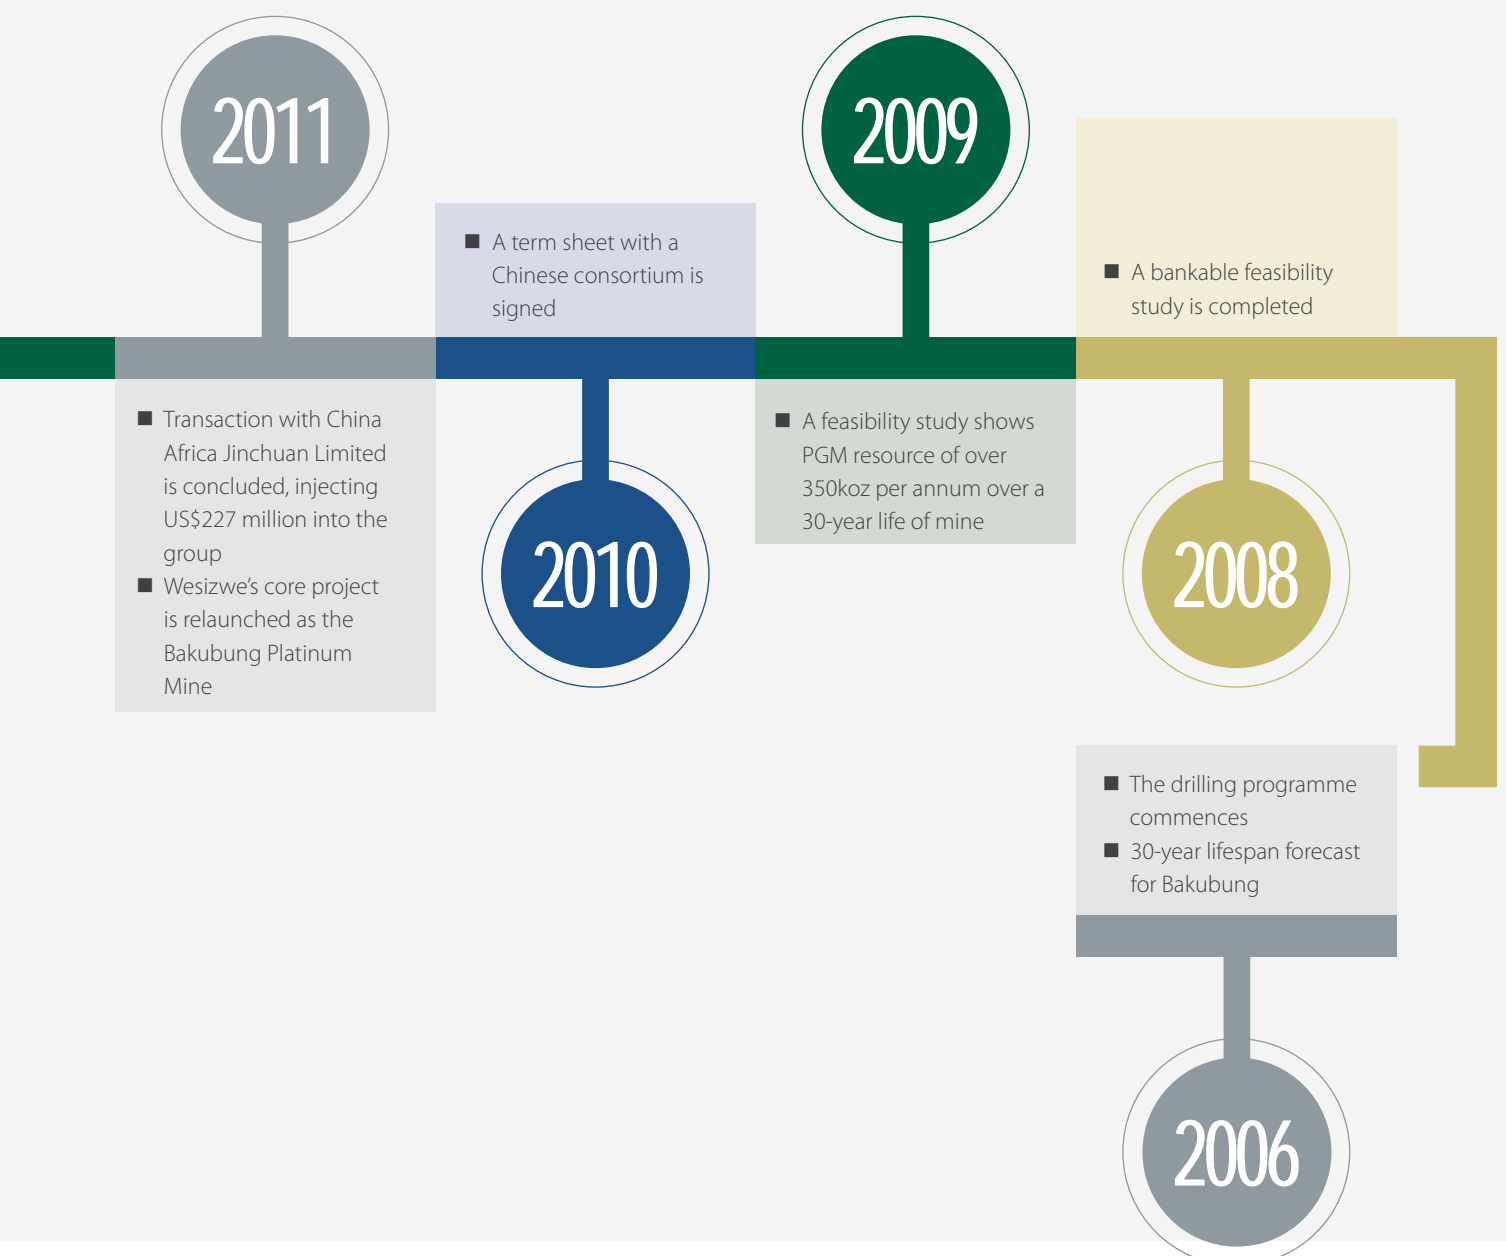 2011
■ Transaction with China
Africa Jinchuan Limited
is concluded, injecting
US$227 million into the
group
■ Wesizwe’s core project
is relaunched as the
Bakubung Platinum
Mine
■ A term sheet with a
Chinese consortium is
signed
2010
2009
■ A feasibility study shows
PGM resource of over
350koz per annum over a
30-year life of mine
■ A bankable feasibility
study is completed
2008
■ The drilling programme
commences
■ 30-year lifespan forecast
for Bakubung
2006